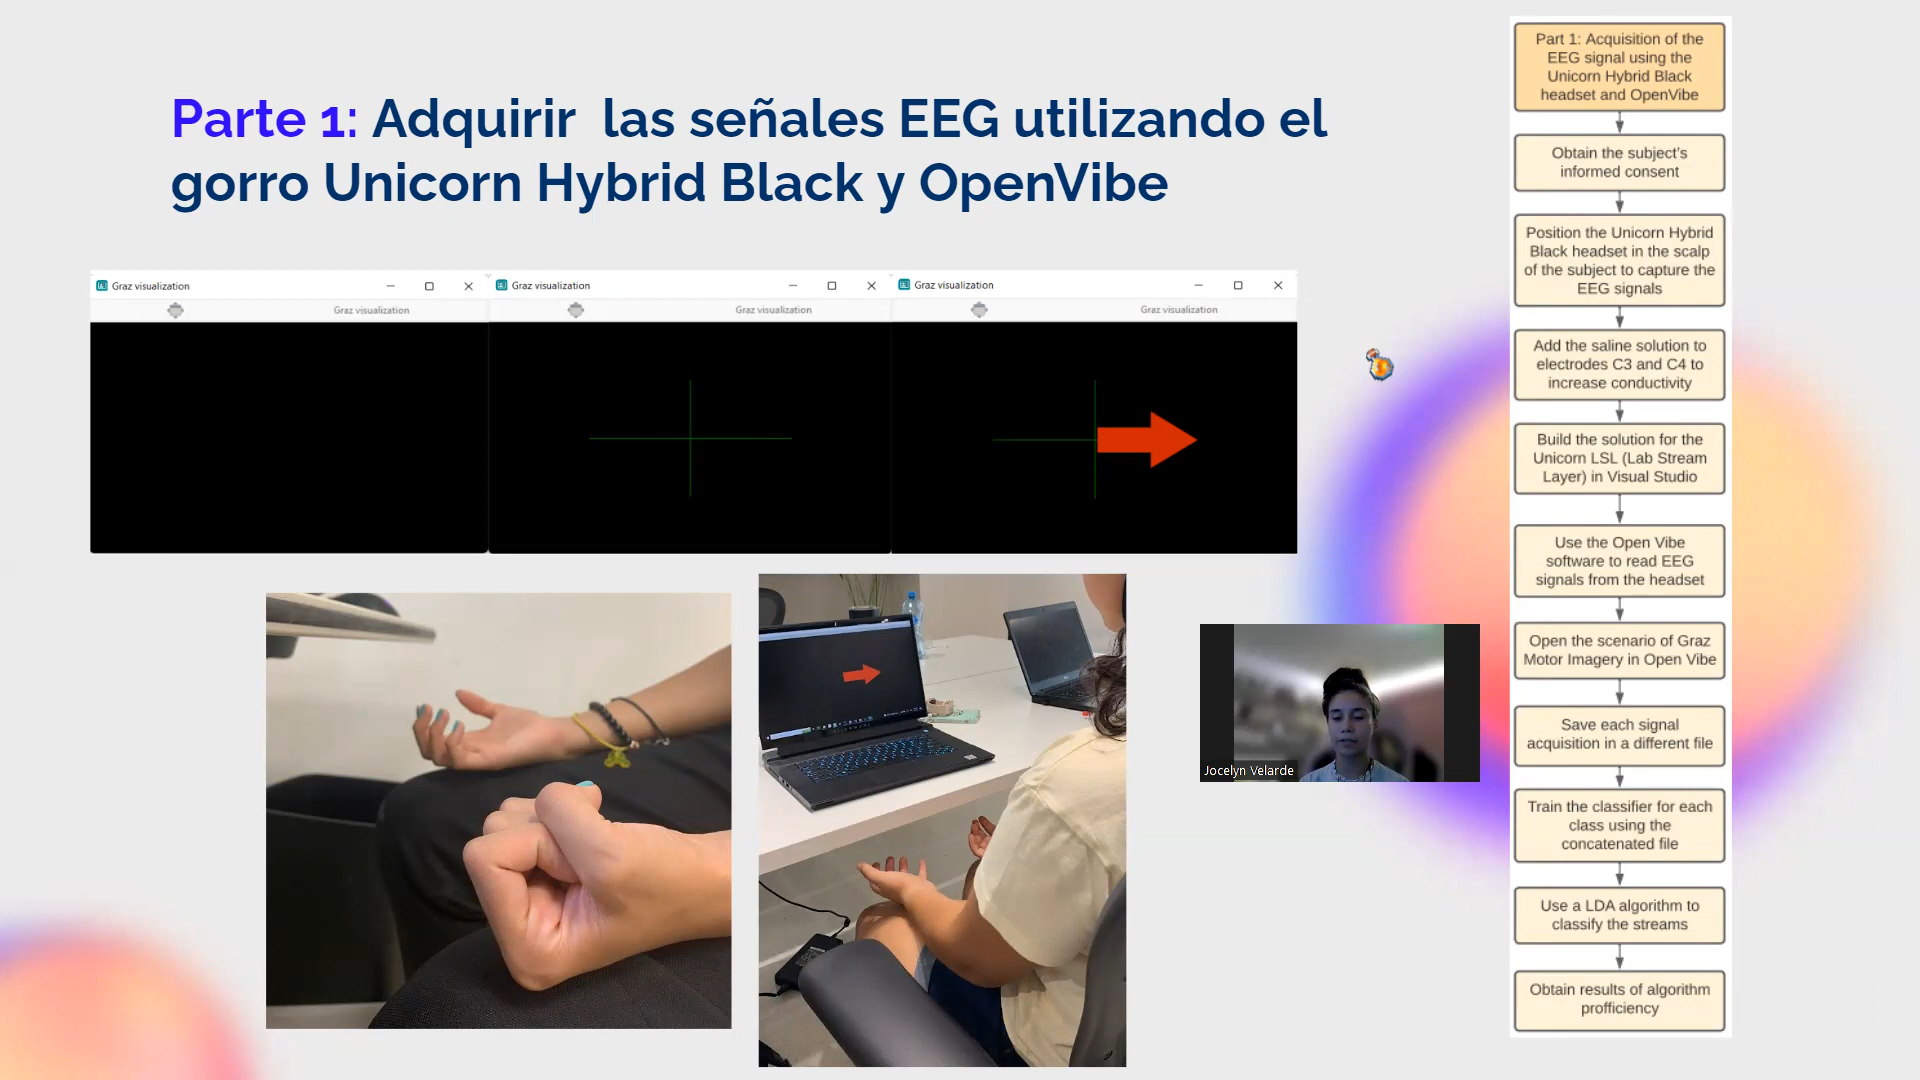 Parte 1: Adquirir las señales EEG utilizando el
gorro Unicorn Hybrid Black y OpenVibe
Graz visualization
Graz visualization
Graz visualization
Graz visualization
Graz visualization
Graz visualization
Jocelyn Velarde
Part 1: Acquisition of the
EEG signal using the
Unicorn Hybrid Black
headset and OpenVibe
Obtain the subject's
informed consent
Position the Unicorn Hybrid
Black headset in the scalp
of the subject to capture the
EEG signals
Add the saline solution to
electrodes C3 and C4 to
increase conductivity
Build the solution for the
Unicorn LSL (Lab Stream
Layer) in Visual Studio
Use the Open Vibe
software to read EEG
signals from the headset
Open the scenario of Graz
Motor Imagery in Open Vibe
Save each signal
acquisition in a different file
Train the classifier for each
class using the
concatenated file
Use a LDA algorithm to
classify the streams
Obtain results of algorithm
profficiency